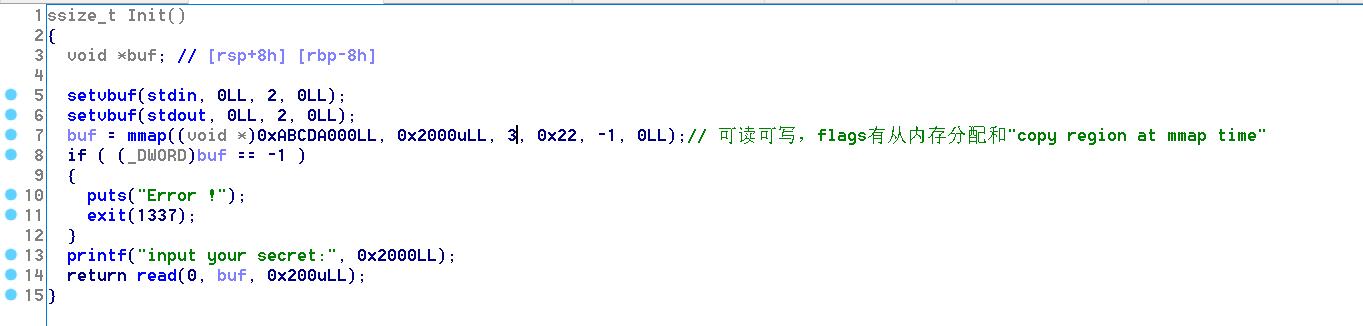 1 ssize_t Init()
2 {
3 void *buf; // [rsp+8h] [rbp-8h]
4
5 setvbuf(stdin, 0LL, 2, 0LL);
6 setvbuf(stdout, 0LL, 2, 0LL);
7 buf = mmap((void *)0xABCDA000LL, 0x2000uLL, 3, 0x22, -1, 0LL);// 可读可写，flags有从内存分配和"copy region at mmap time"
8 if ( (_DWORD)buf == -1 )
9 {
10 puts("Error !");
11 exit(1337);
12 }
13 printf("input your secret:", 0x2000LL);
14 return read(0, buf, 0x200uLL);
15 }